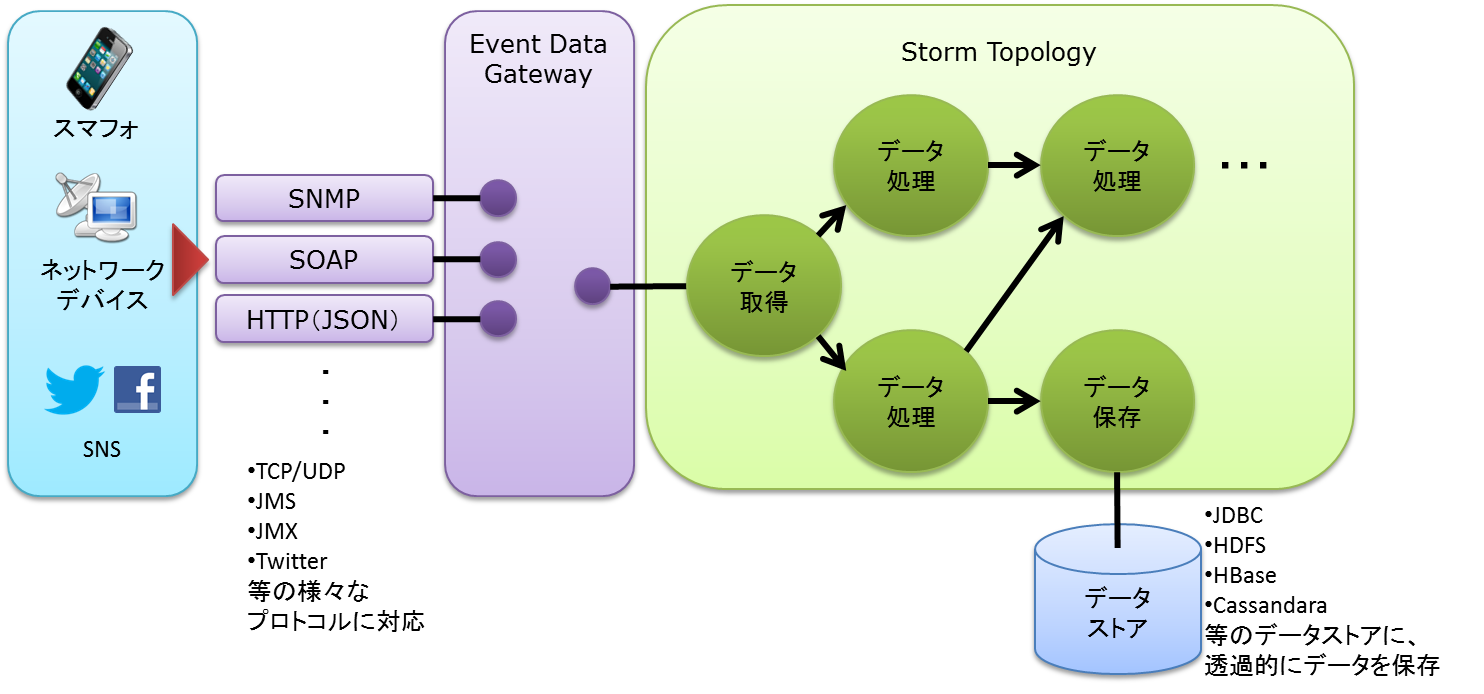 スマフォ
ネットワーク
デバイス
SNS
SNMP
SOAP
HTTP（JSON）
・
・
・
•TCP/UDP
•JMS
•JMX
•Twitter
等の様々な
プロトコルに対応
Event Data
Gateway
Storm Topology
データ
取得
データ
処理
データ
処理
・・・
データ
処理
データ
保存
データ
ストア
•JDBC
•HDFS
•HBase
•Cassandara
等のデータストアに、
透過的にデータを保存